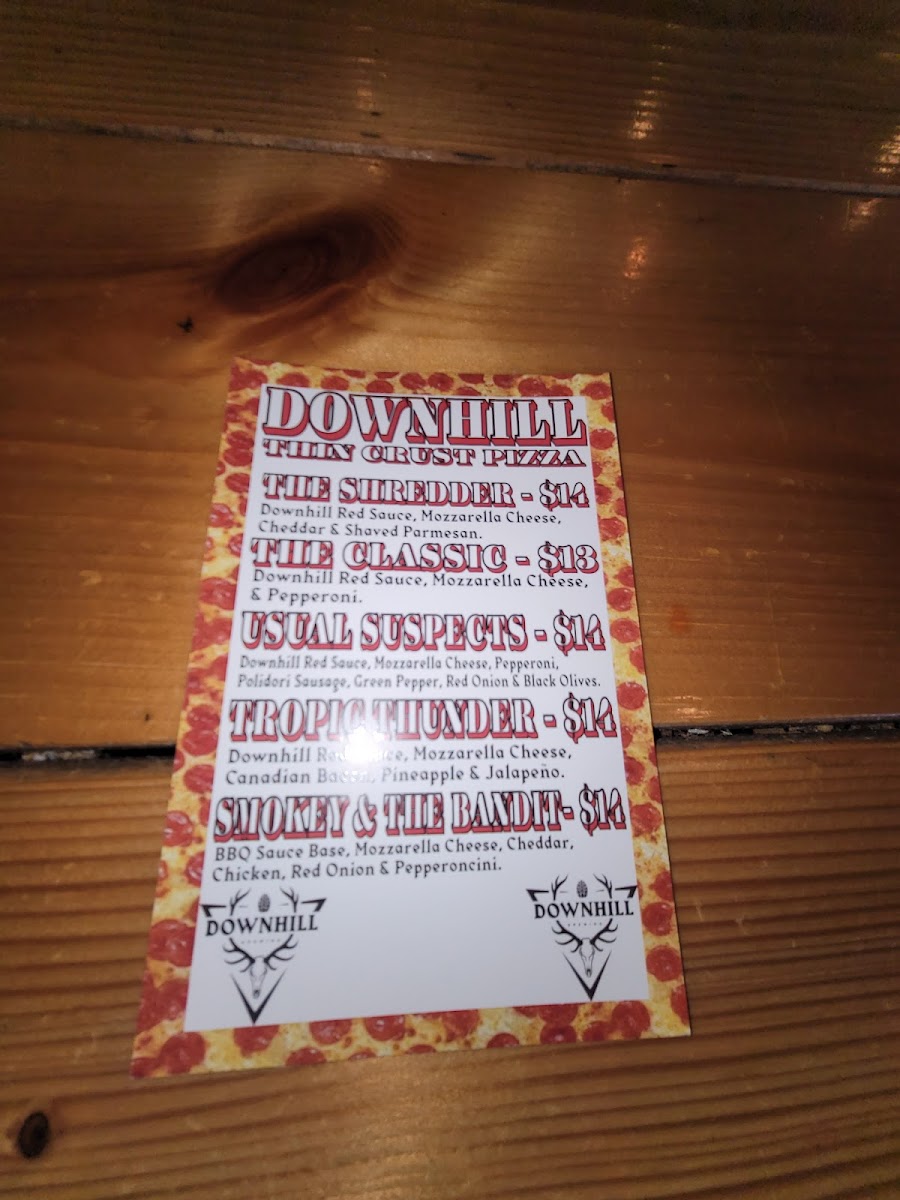 DOWNHILL
THIN CRUST PIZZA
THE SHREDDER - $14
Downhill Red Sauce, Mozzarella Cheese,
Cheddar & Shaved Parmesan.
THE CLASSIC - $13
Downhill Red Sauce, Mozzarella Cheese,
& Pepperoni.
USUAL SUSPECTS - $14
Downhill Red Sauce, Mozzarella Cheese, Pepperoni,
Polidori Sausage, Green Pepper, Red Onion & Black Olives.
TROPIC THUNDER - $14
Downhill Red Sauce, Mozzarella Cheese,
Canadian Bacon, Pineapple & Jalapeño.
SMOKEY & THE BANDIT- $14
BBQ Sauce Base, Mozzarella Cheese, Cheddar,
Chicken, Red Onion & Pepperoncini.
DOWNHILL
BREWING
DOWNHILL
BREWING